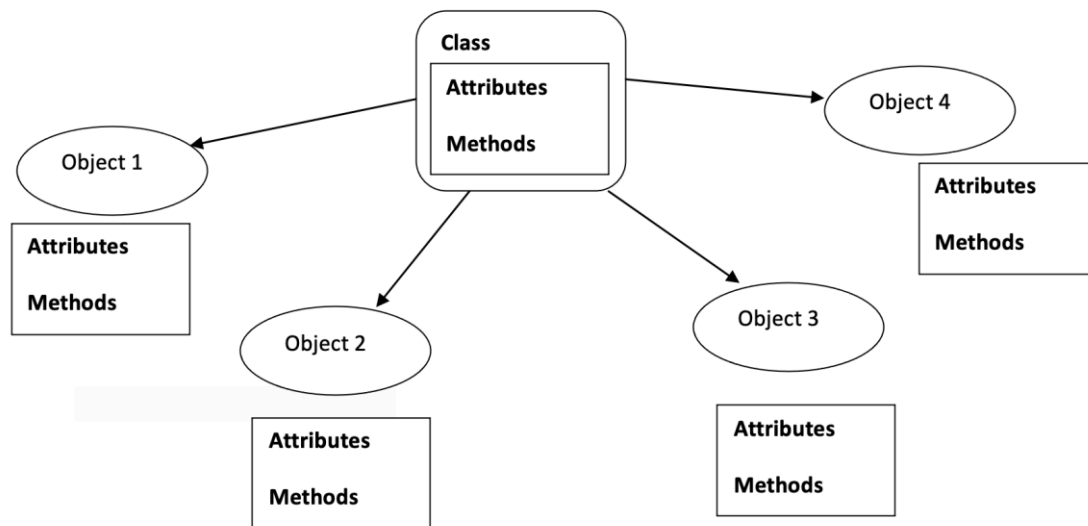 Class
Attributes
Methods
Object 1
Attributes
Methods
Object 2
Attributes
Methods
Object 3
Attributes
Methods
Object 4
Attributes
Methods